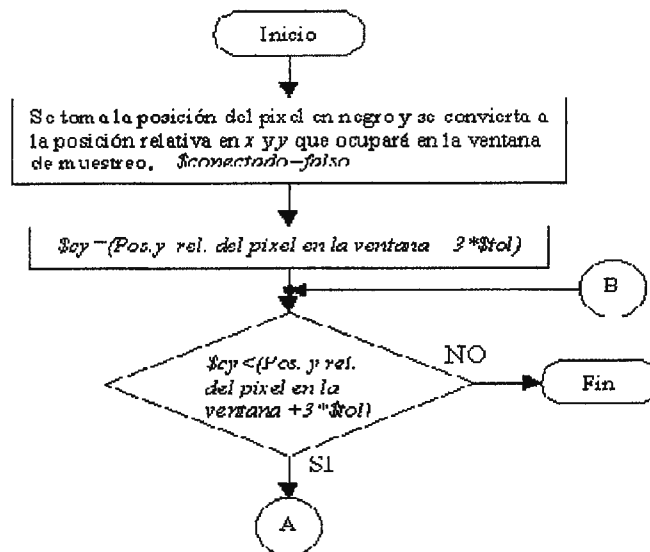 Inicio
Se toma la posición del pixel en negro y se convierta a
la posición relativa en x y y que ocupará en la ventana
de muestreo. $conectado=falso
$cy=(Pos.y rel. del pixel en la ventana 3*$tol)
B
$cy<(Pos. y rel.
del pixel en la
ventana +3*$tol)
NO
Fin
SI
A